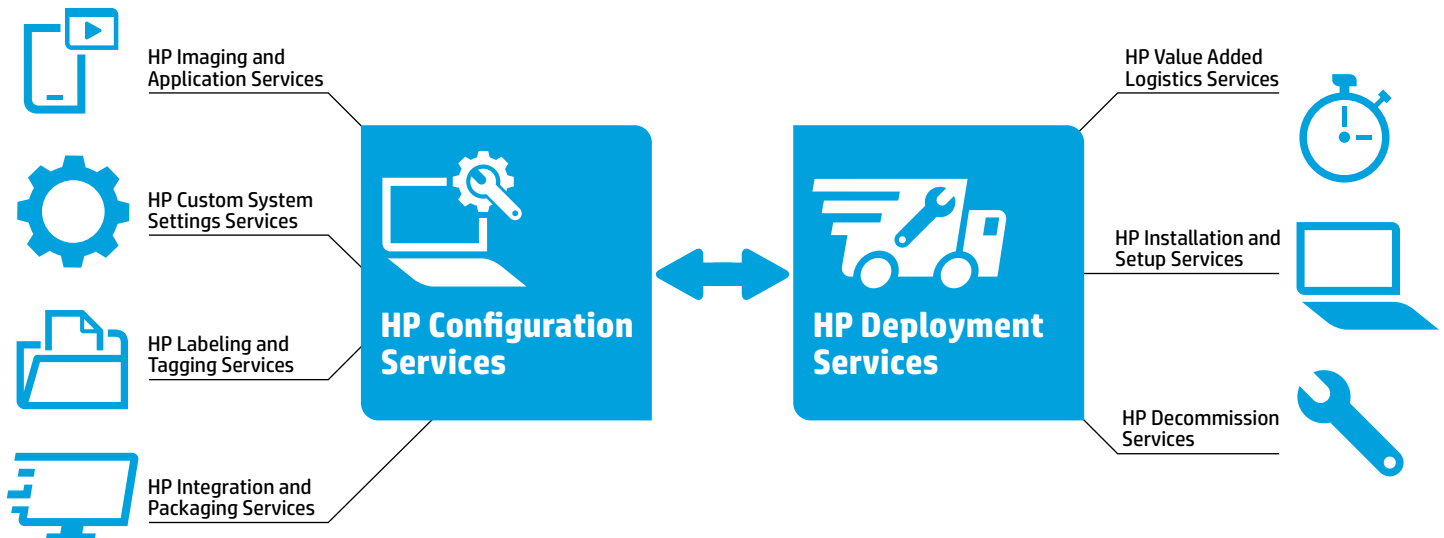 HP Imaging and
Application Services
HP Custom System
Settings Services
HP Labeling and
Tagging Services
HP Integration and
Packaging Services
HP Configuration
Services
HP Deployment
Services
HP Value Added
Logistics Services
HP Installation and
Setup Services
HP Decommission
Services